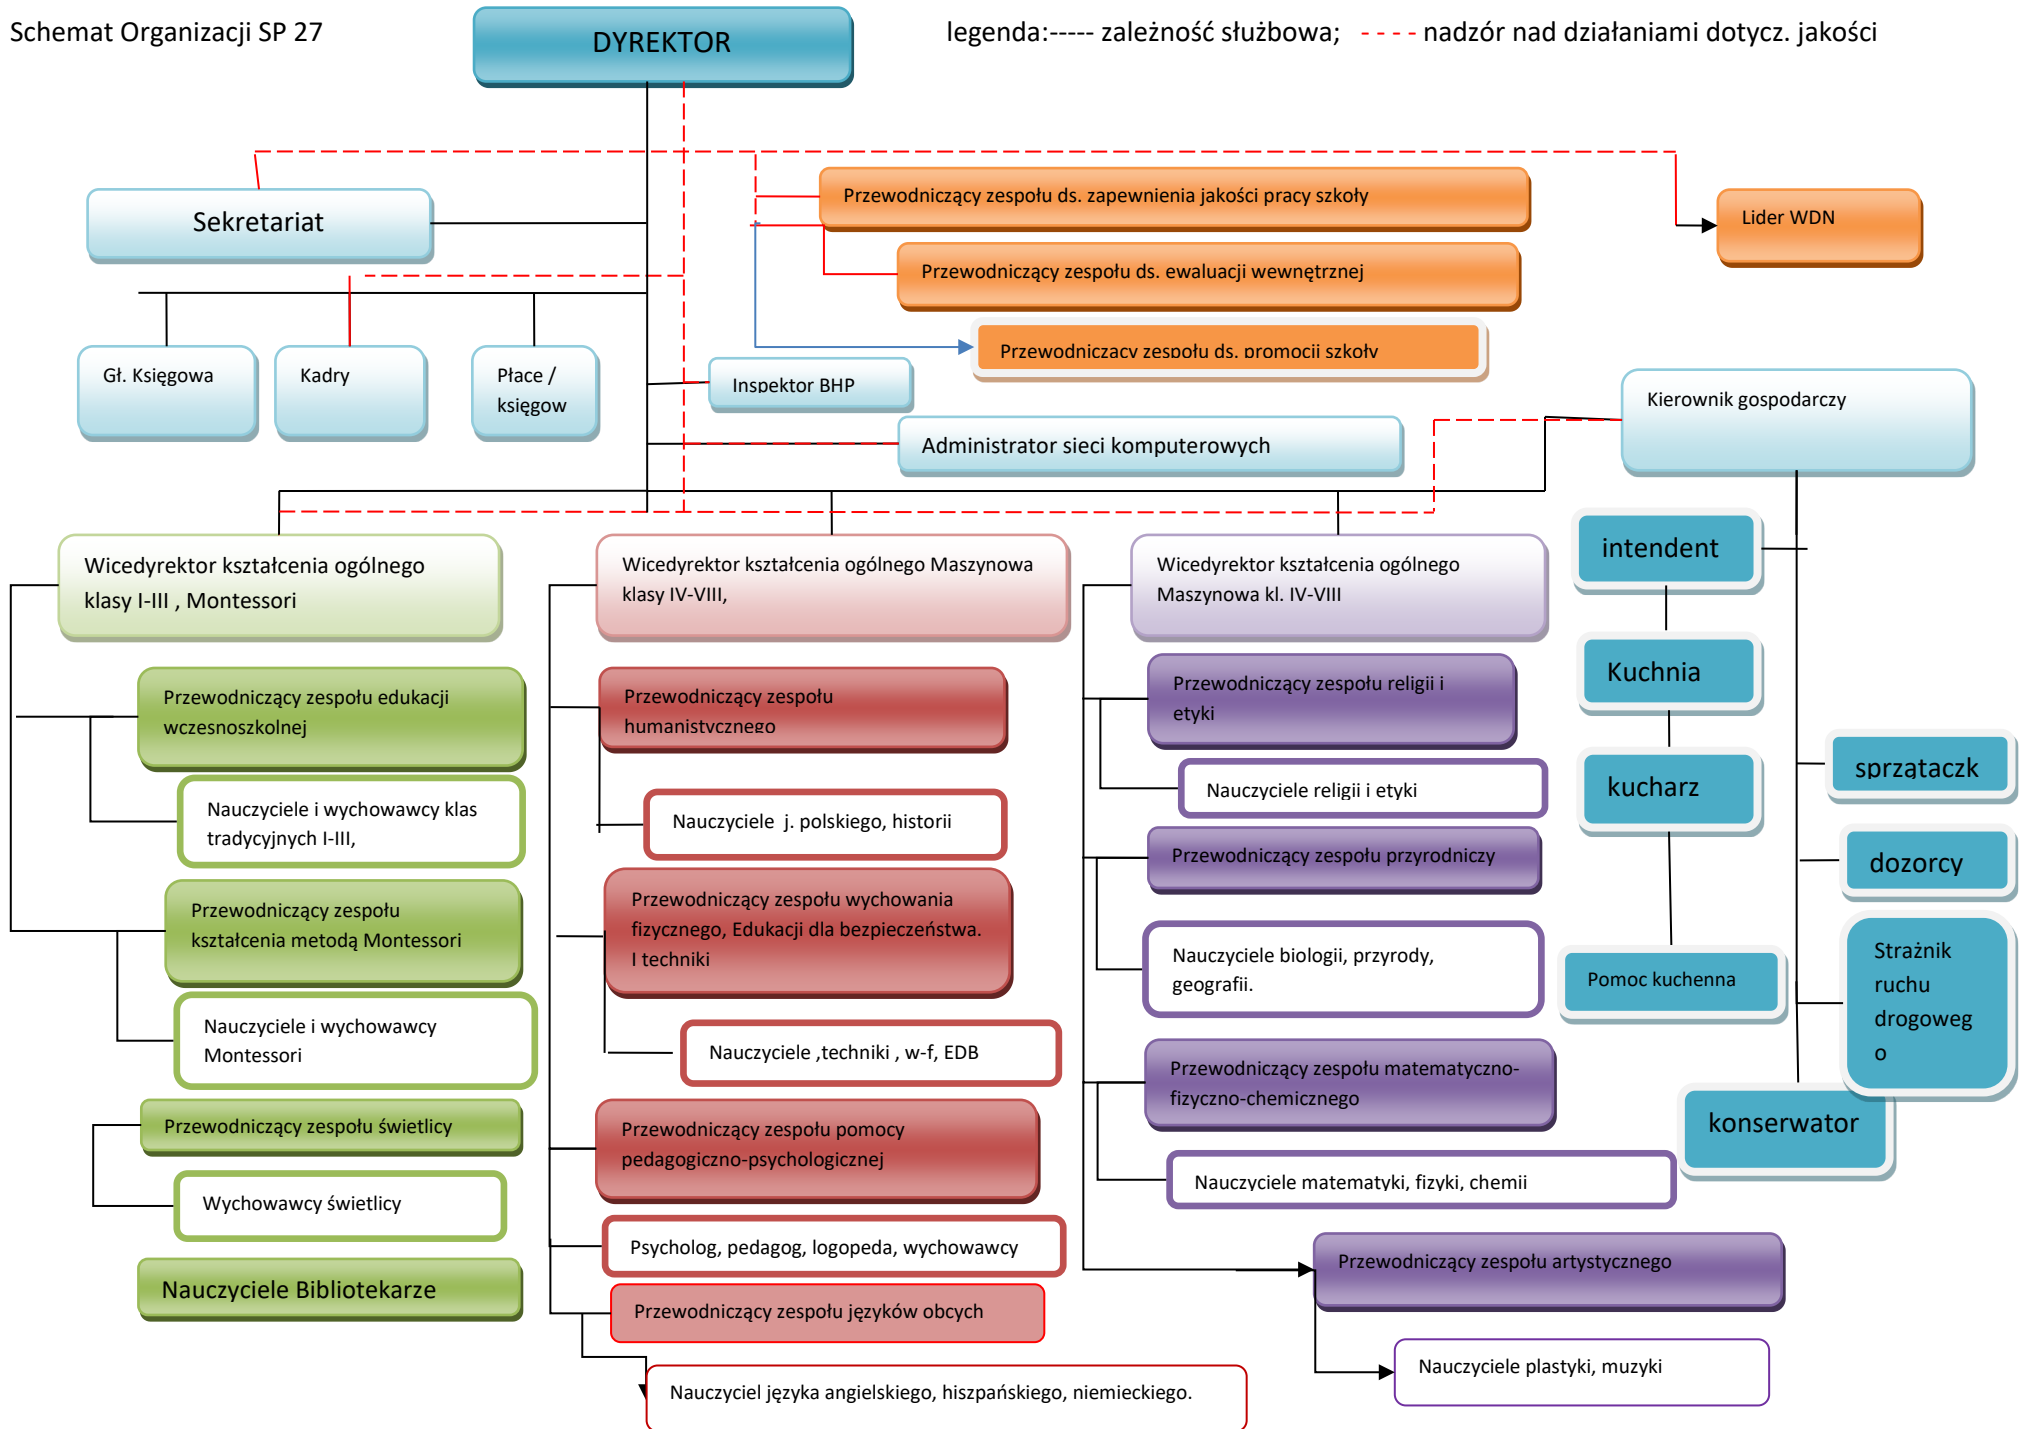 Schemat Organizacji SP 27
DYREKTOR
legenda:----- zależność służbowa; - - - - nadzór nad działaniami dotycz. jakości
Sekretariat
Przewodniczący zespołu ds. zapewnienia jakości pracy szkoły
Lider WDN
Przewodniczący zespołu ds. ewaluacji wewnętrznej
Przewodniczący zespołu ds. promocji szkoły
Gł. Księgowa
Kadry
Płace /
księgow
Inspektor BHP
Kierownik gospodarczy
Administrator sieci komputerowych
Wicedyrektor kształcenia ogólnego
klasy I-III , Montessori
Przewodniczący zespołu edukacji
wczesnoszkolnej
Nauczyciele i wychowawcy klas
tradycyjnych I-III,
Przewodniczący zespołu
kształcenia metodą Montessori
Nauczyciele i wychowawcy
Montessori
Przewodniczący zespołu świetlicy
Wychowawcy świetlicy
Nauczyciele Bibliotekarze
Wicedyrektor kształcenia ogólnego Maszynowa
klasy IV-VIII,
Przewodniczący zespołu
humanistycznego
Nauczyciele j. polskiego, historii
Przewodniczący zespołu wychowania
fizycznego, Edukacji dla bezpieczeństwa.
I techniki
Nauczyciele ,techniki , w-f, EDB
Przewodniczący zespołu pomocy
pedagogiczno-psychologicznej
Psycholog, pedagog, logopeda, wychowawcy
Przewodniczący zespołu języków obcych
Nauczyciel języka angielskiego, hiszpańskiego, niemieckiego.
Wicedyrektor kształcenia ogólnego
Maszynowa kl. IV-VIII
Przewodniczący zespołu religii i
etyki
Nauczyciele religii i etyki
Przewodniczący zespołu przyrodniczy
Nauczyciele biologii, przyrody,
geografii.
Przewodniczący zespołu matematyczno-
fizyczno-chemicznego
Nauczyciele matematyki, fizyki, chemii
Przewodniczący zespołu artystycznego
Nauczyciele plastyki, muzyki
intendent
Kuchnia
kucharz
Pomoc kuchenna
sprzątaczk
dozorcy
Strażnik
ruchu
drogoweg
o
konserwator